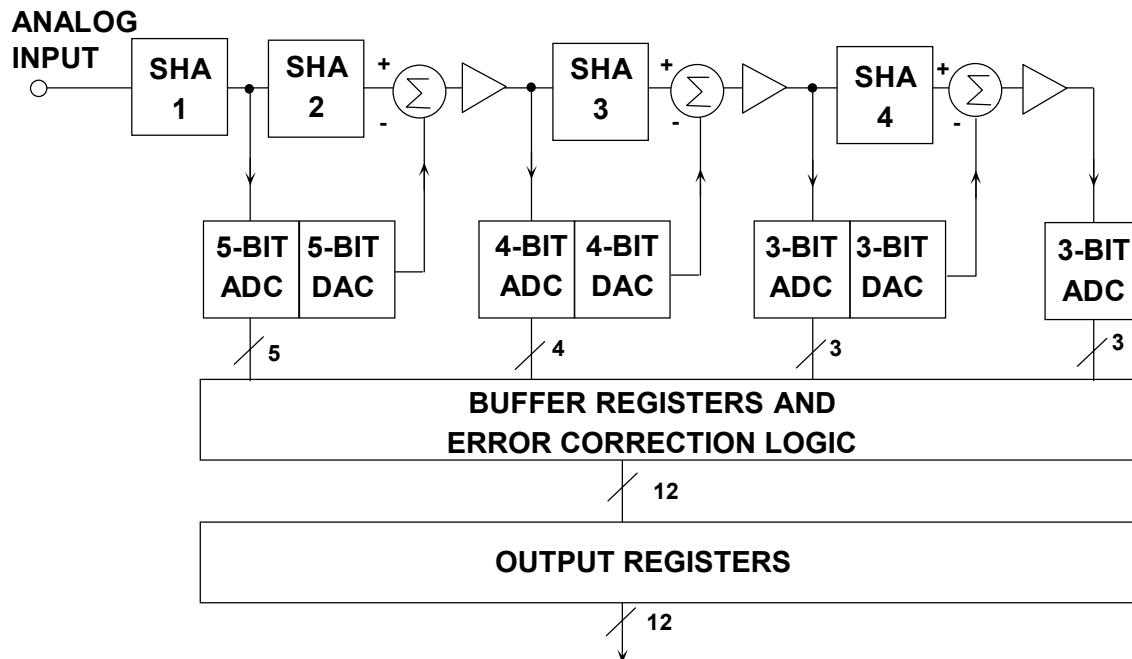 ANALOG
INPUT
SHA
1
SHA
2
+
Σ
-
SHA
3
+
Σ
-
SHA
4
+
Σ
-
5-BIT
ADC
5-BIT
DAC
4-BIT
ADC
4-BIT
DAC
3-BIT
ADC
3-BIT
DAC
3-BIT
ADC
5
4
3
3
BUFFER REGISTERS AND
ERROR CORRECTION LOGIC
12
OUTPUT REGISTERS
12